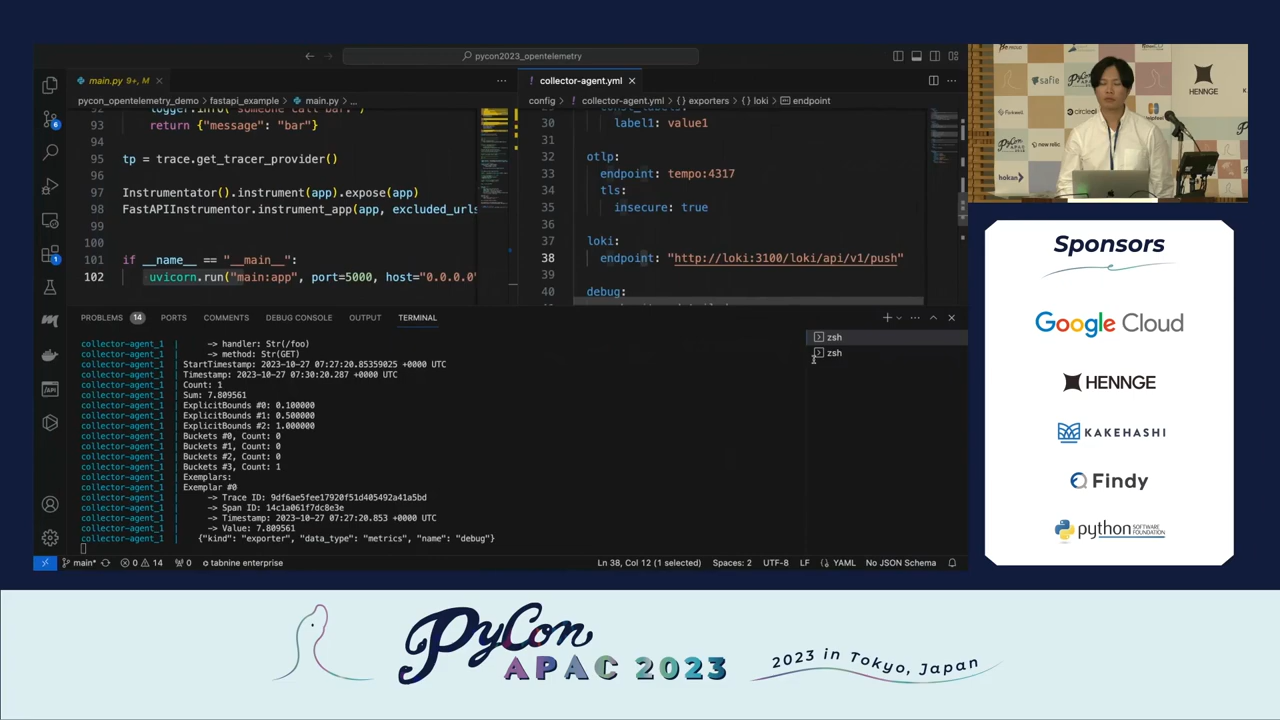 pycon2023_opentelemetry
main.py 9+, M
collector-agent.yml
pycon_opentelemetry_demo > fastapi_example > main.py > ...
config > ! collector-agent.yml > {} exporters > {} loki > endpoint
93 return {"message": "bar"}
94
95 tp = trace.get_tracer_provider()
96
97 Instrumentator().instrument(app).expose(app)
98 FastAPIInstrumentor.instrument_app(app, excluded_urls
99
100
101 if __name__ == "__main__":
102 uvicorn.run("main:app", port=5000, host="0.0.0.0"
30 label1: value1
31
32 otlp:
33 endpoint: tempo:4317
34 tls:
35 insecure: true
36
37 loki:
38 endpoint: "http://loki:3100/loki/api/v1/push"
39
40 debug:
PROBLEMS 14 PORTS COMMENTS DEBUG CONSOLE OUTPUT TERMINAL
zsh
zsh
collector-agent_1 | -> handler: Str(/foo)
collector-agent_1 | -> method: Str(GET)
collector-agent_1 | StartTimestamp: 2023-10-27 07:27:20.85359025 +0000 UTC
collector-agent_1 | Timestamp: 2023-10-27 07:30:20.287 +0000 UTC
collector-agent_1 | Count: 1
collector-agent_1 | Sum: 7.809561
collector-agent_1 | ExplicitBounds #0: 0.100000
collector-agent_1 | ExplicitBounds #1: 0.500000
collector-agent_1 | ExplicitBounds #2: 1.000000
collector-agent_1 | Buckets #0, Count: 0
collector-agent_1 | Buckets #1, Count: 0
collector-agent_1 | Buckets #2, Count: 0
collector-agent_1 | Buckets #3, Count: 1
collector-agent_1 | Exemplars:
collector-agent_1 | Exemplar #0
collector-agent_1 | -> Trace ID: 9df6ae5fee17920f51d405492a41a5bd
collector-agent_1 | -> Span ID: 14c1a061f7dc8e3e
collector-agent_1 | -> Timestamp: 2023-10-27 07:27:20.853 +0000 UTC
collector-agent_1 | -> Value: 7.809561
collector-agent_1 | {"kind": "exporter", "data_type": "metrics", "name": "debug"}
main* 0 14 0 tabnine enterprise
Ln 38, Col 12 (1 selected) Spaces: 2 UTF-8 LF YAML No JSON Schema
safie
HENNGE
circleci
new relic
hokan
Sponsors
Google Cloud
HENNGE
KAKEHASHI
Findy
python SOFTWARE FOUNDATION
PyCon
APAC 2023
2023 in Tokyo, Japan